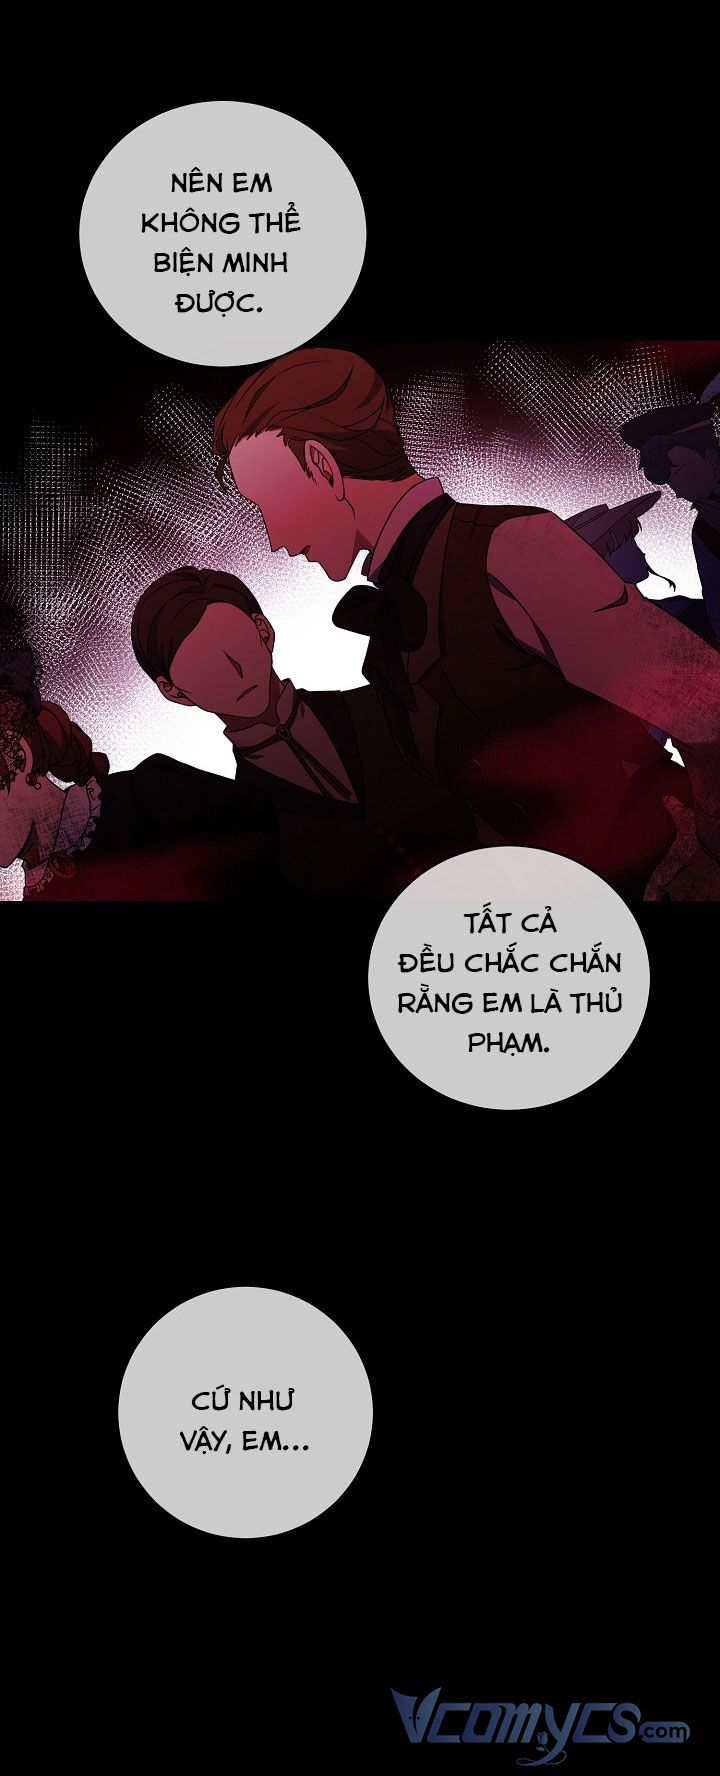 NÊN EM
KHÔNG THỂ
BIỆN MINH
ĐƯỢC.
TẤT CẢ
ĐỀU CHẮC CHẮN
RẰNG EM LÀ THỦ
PHẠM.
CỨ NHƯ
VẬY, EM...
VCOMYCS.com